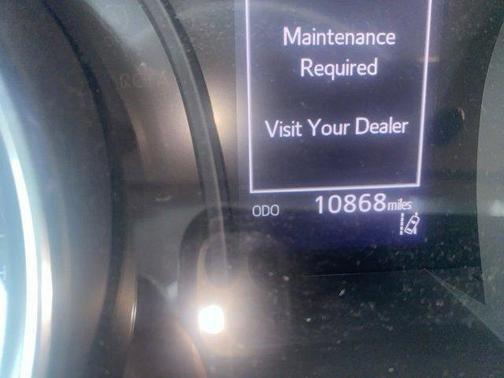 Maintenance
Required
Visit Your Dealer
ODO 10868 miles